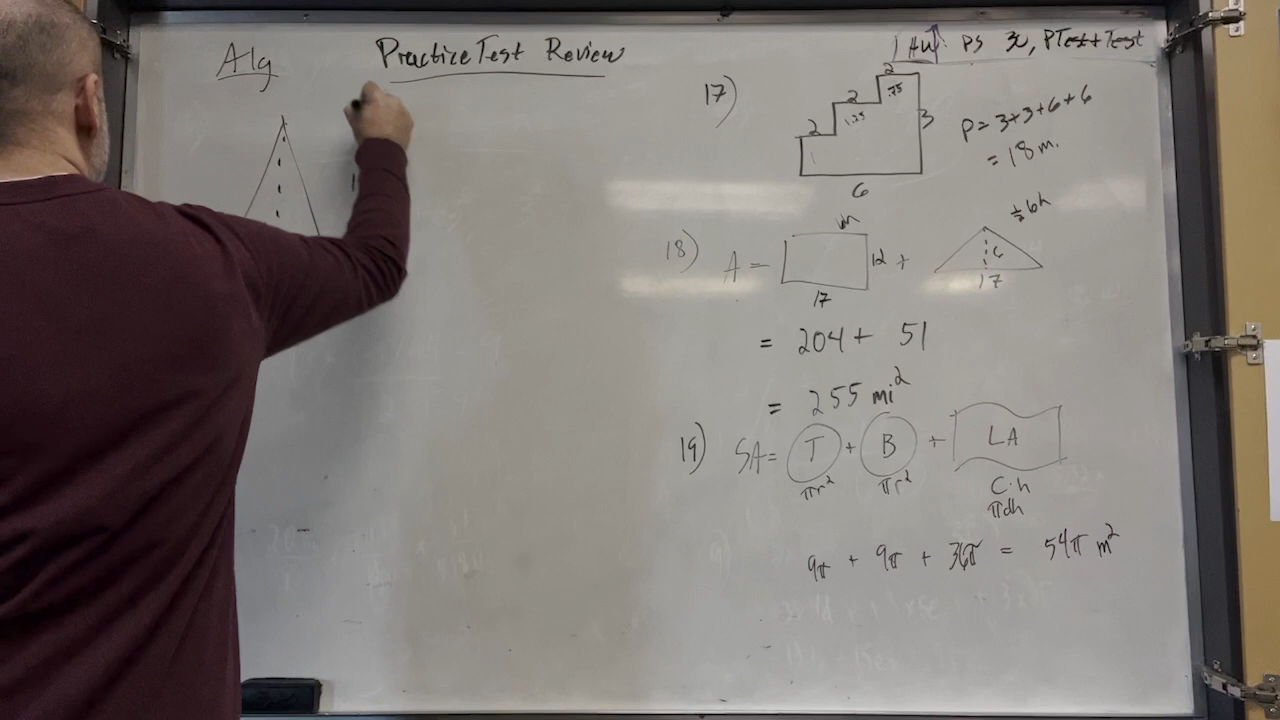 Alg
Practice Test Review
HW: PS 30, PTest + Test
17)
2
2
.75
2
1.25
1
3
6
P = 3+3+6+6
= 18 m.
18)
A =
12 +
17
6
17
½bh
= 204 + 51
= 255 mi²
19)
SA = T + B + LA
πr²
πr²
C·h
πdh
9π + 9π + 36π = 54π m²